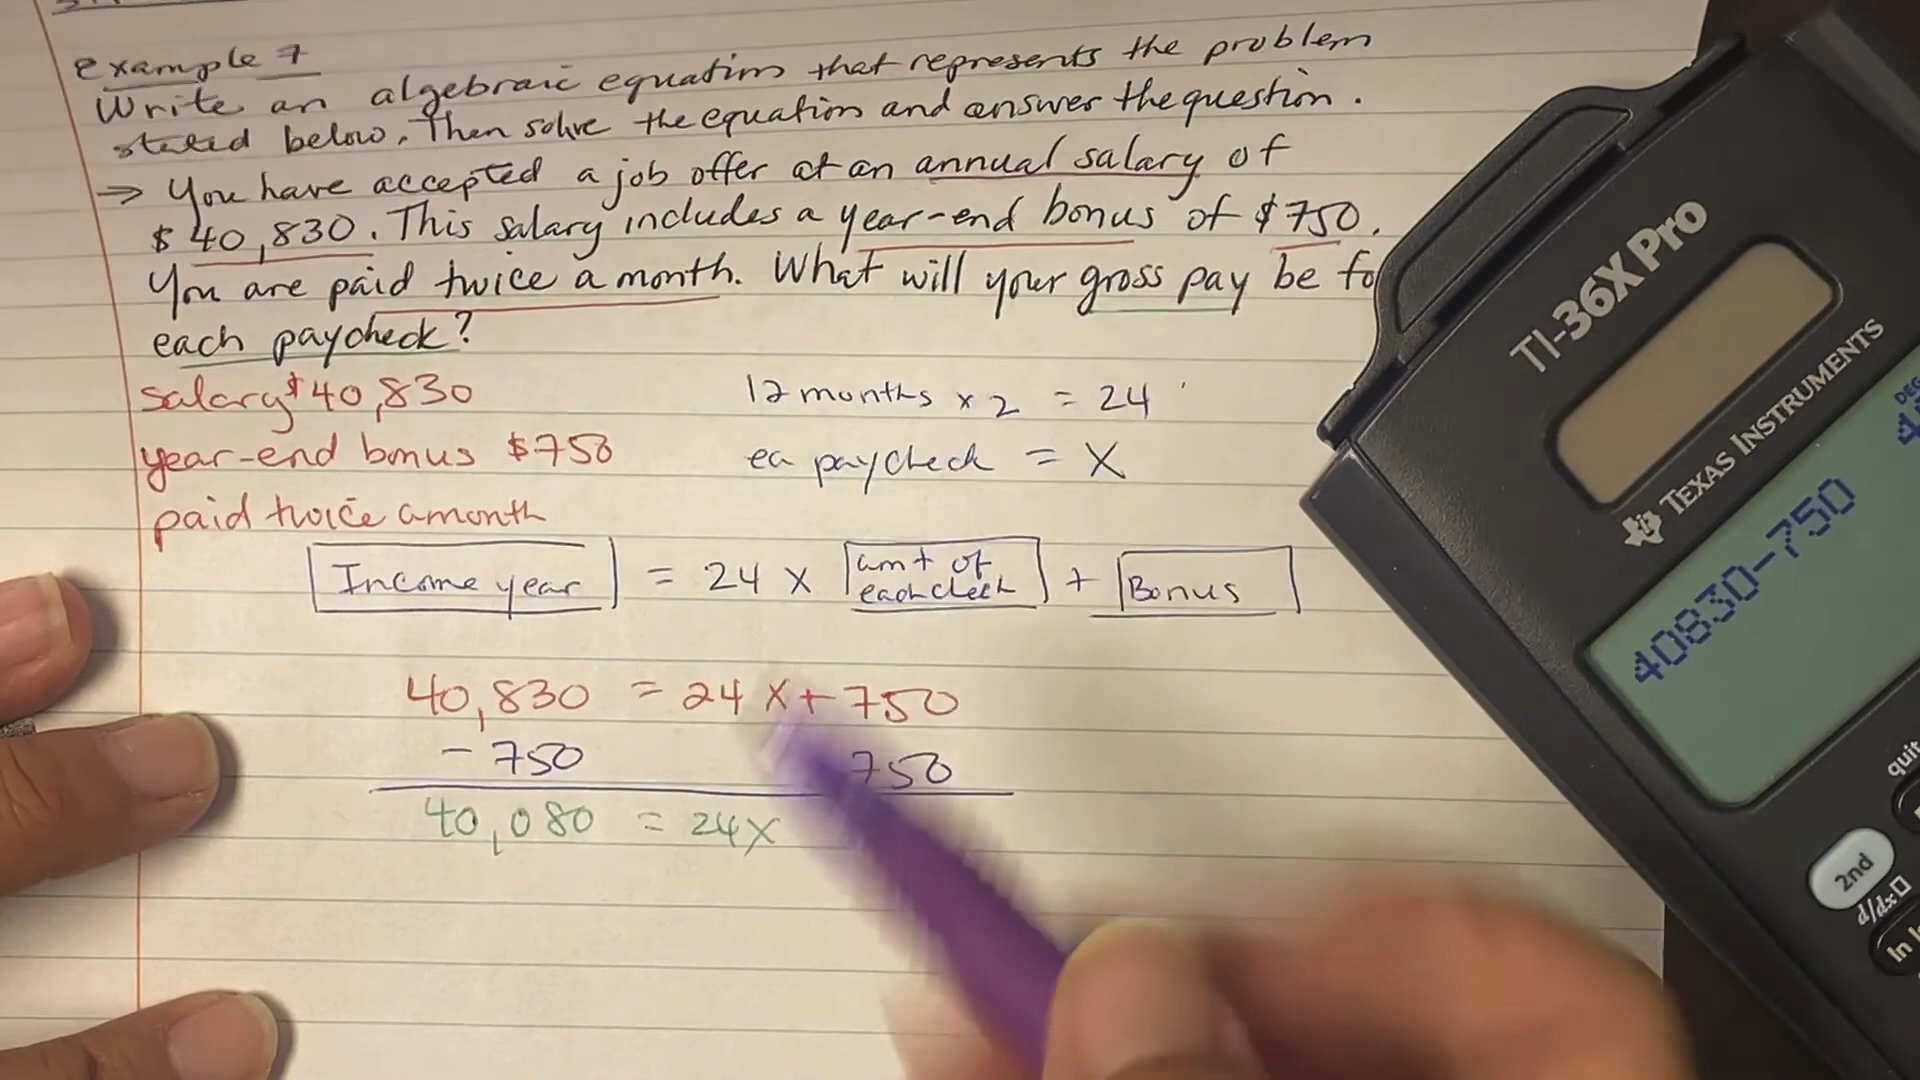 example 7
Write an algebraic equation that represents the problem
stated below. Then solve the equation and answer the question.
→ You have accepted a job offer at an annual salary of
$40,830. This salary includes a year-end bonus of $750.
You are paid twice a month. What will your gross pay be fo
each paycheck?
salary $40,830
year-end bonus $750
paid twice a month
12 months x 2 = 24
ea paycheck = X
Income year = 24 x amt of each check + Bonus
40,830 = 24x + 750
- 750 750
40,080 = 24x
TI-36X Pro
TEXAS INSTRUMENTS
DEG
40830-750
quit
2nd
d/dx□
ln